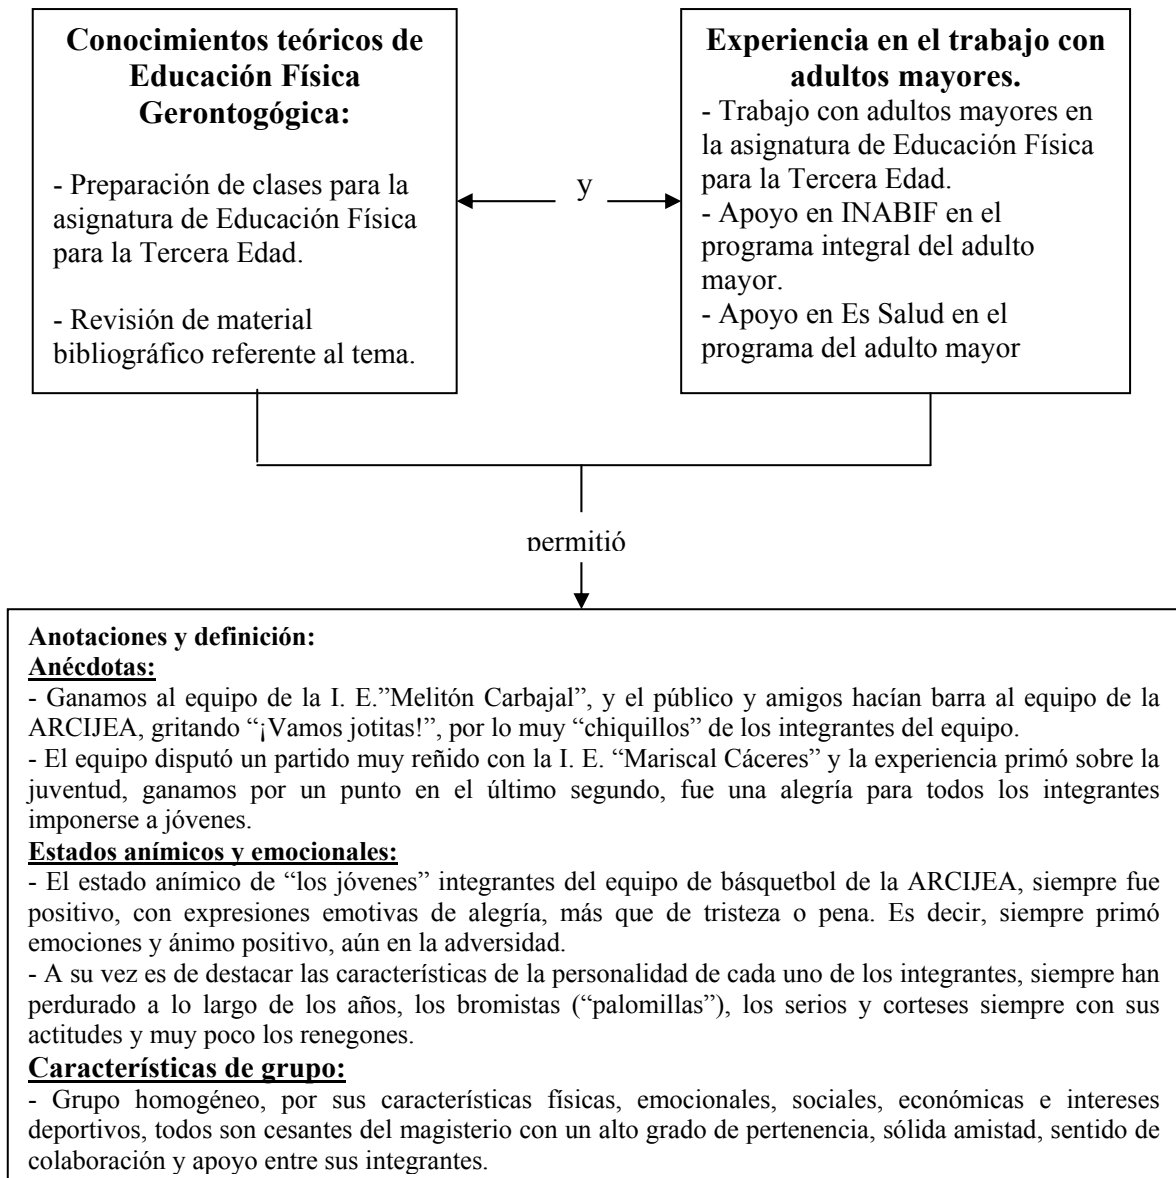 Conocimientos teóricos de
Educación Física
Gerontogógica:
- Preparación de clases para la
asignatura de Educación Física
para la Tercera Edad.
- Revisión de material
bibliográfico referente al tema.
y
Experiencia en el trabajo con
adultos mayores.
- Trabajo con adultos mayores en
la asignatura de Educación Física
para la Tercera Edad.
- Apoyo en INABIF en el
programa integral del adulto
mayor.
- Apoyo en Es Salud en el
programa del adulto mayor
permitió
Anotaciones y definición:
Anécdotas:
- Ganamos al equipo de la I. E.”Melitón Carbajal”, y el público y amigos hacían barra al equipo de la
ARCIJEA, gritando “¡Vamos jotitas!”, por lo muy “chiquillos” de los integrantes del equipo.
- El equipo disputó un partido muy reñido con la I. E. “Mariscal Cáceres” y la experiencia primó sobre la
juventud, ganamos por un punto en el último segundo, fue una alegría para todos los integrantes
imponerse a jóvenes.
Estados anímicos y emocionales:
- El estado anímico de “los jóvenes” integrantes del equipo de básquetbol de la ARCIJEA, siempre fue
positivo, con expresiones emotivas de alegría, más que de tristeza o pena. Es decir, siempre primó
emociones y ánimo positivo, aún en la adversidad.
- A su vez es de destacar las características de la personalidad de cada uno de los integrantes, siempre han
perdurado a lo largo de los años, los bromistas (“palomillas”), los serios y corteses siempre con sus
actitudes y muy poco los renegones.
Características de grupo:
- Grupo homogéneo, por sus características físicas, emocionales, sociales, económicas e intereses
deportivos, todos son cesantes del magisterio con un alto grado de pertenencia, sólida amistad, sentido de
colaboración y apoyo entre sus integrantes.